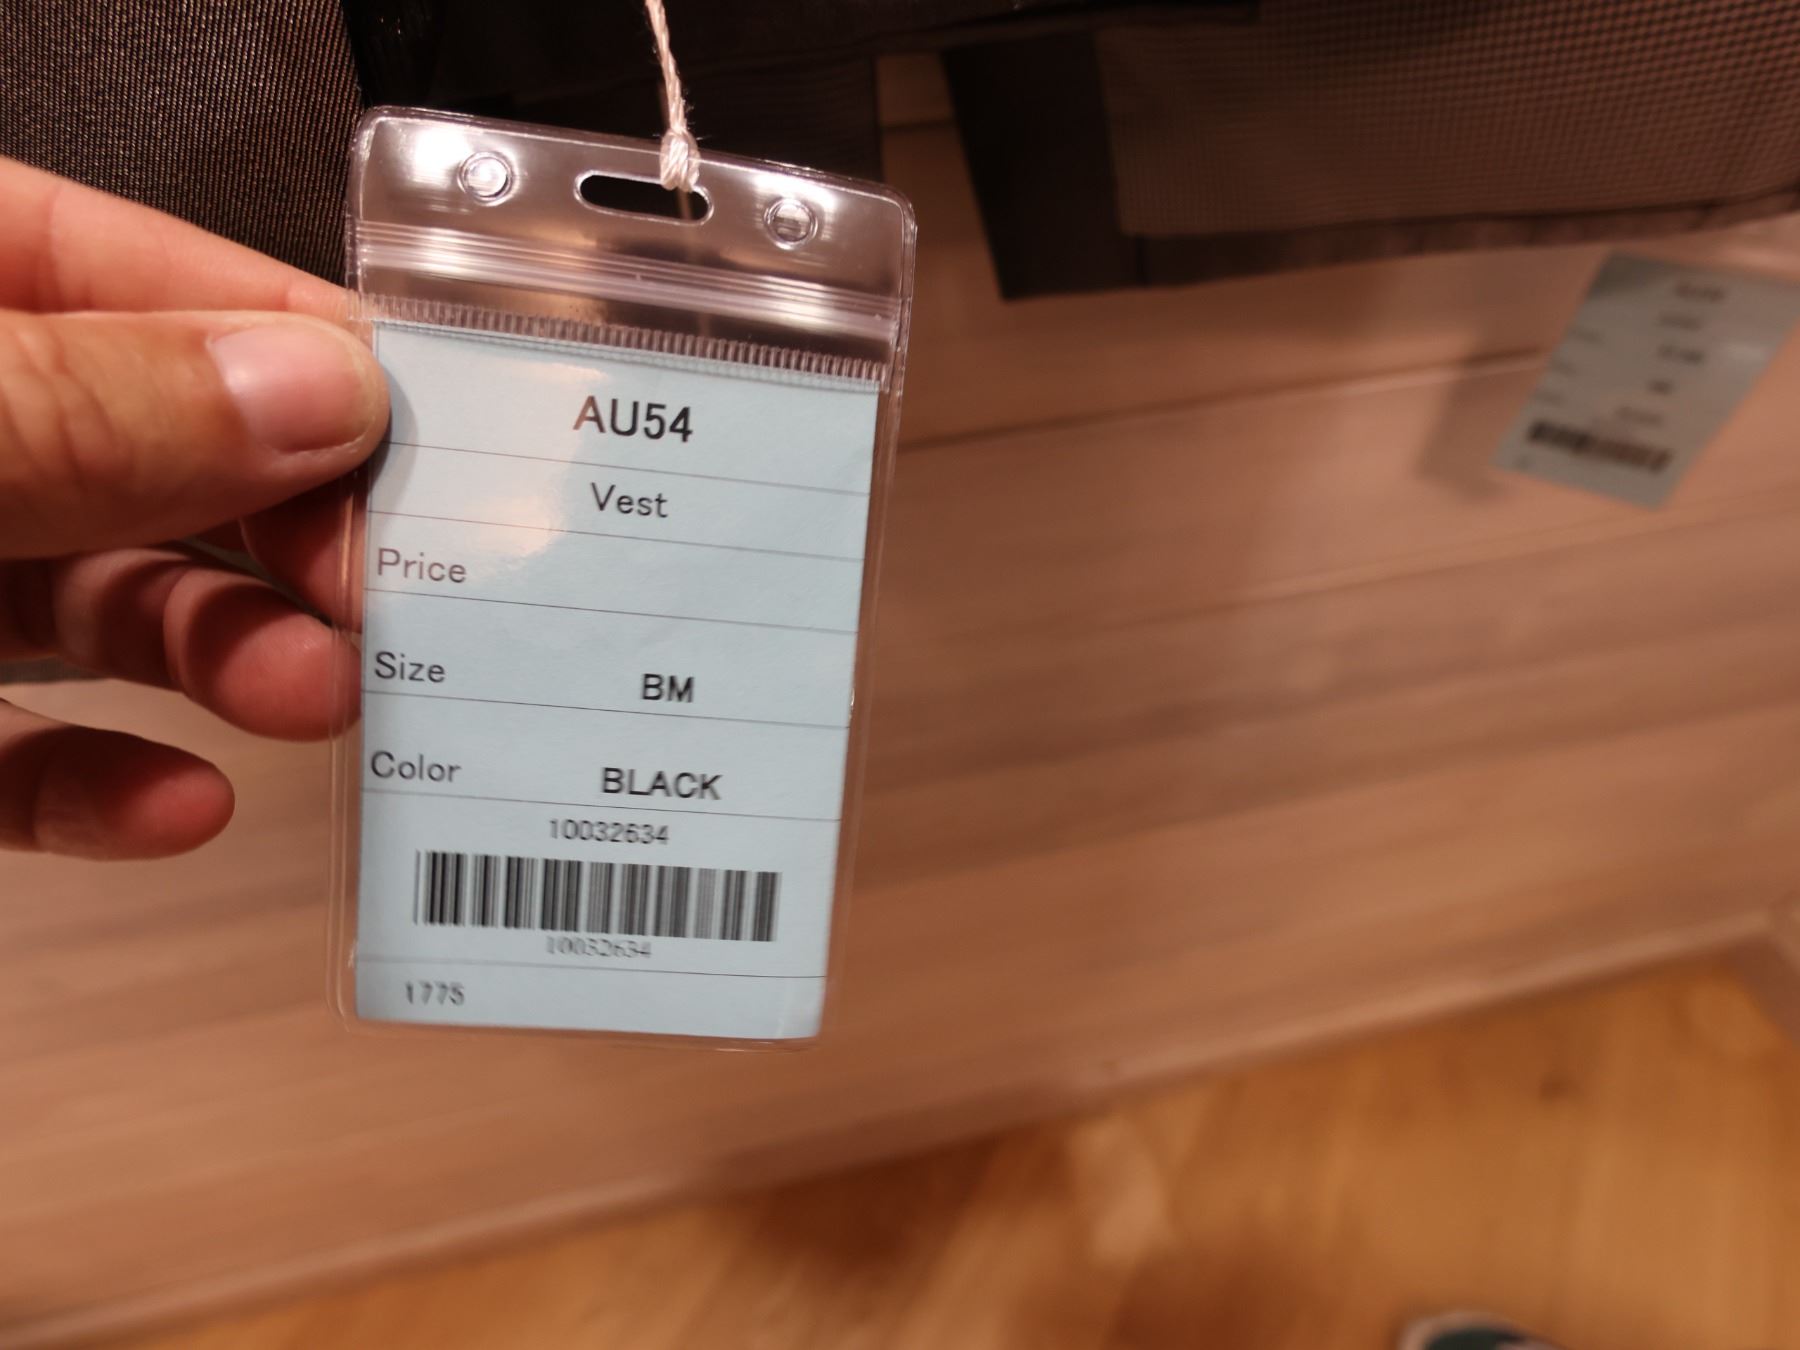 AU54
Vest
Price
Size BM
Color BLACK
10032634
10032634
1775